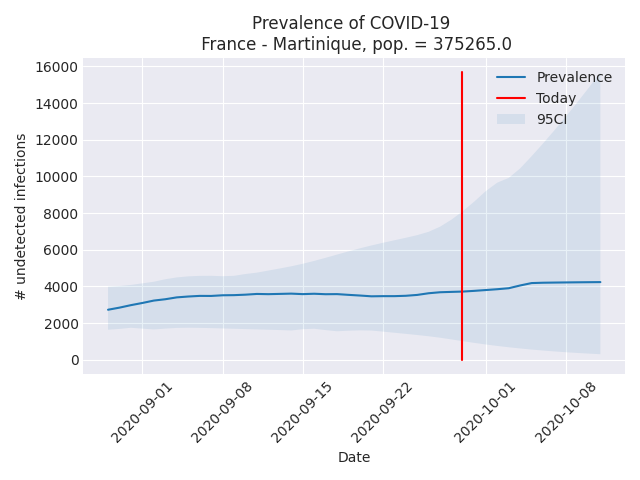 Prevalence of COVID-19
France - Martinique, pop. = 375265.0
16000
14000
12000
10000
8000
6000
4000
2000
0
# undetected infections
Prevalence
Today
95CI
2020-09-01
2020-09-08
2020-09-15
2020-09-22
2020-10-01
2020-10-08
Date